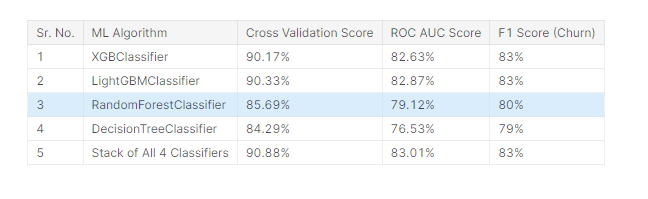 Sr. No. ML Algorithm Cross Validation Score ROC AUC Score F1 Score (Churn)
1 XGBClassifier 90.17% 82.63% 83%
2 LightGBMClassifier 90.33% 82.87% 83%
3 RandomForestClassifier 85.69% 79.12% 80%
4 DecisionTreeClassifier 84.29% 76.53% 79%
5 Stack of All 4 Classifiers 90.88% 83.01% 83%